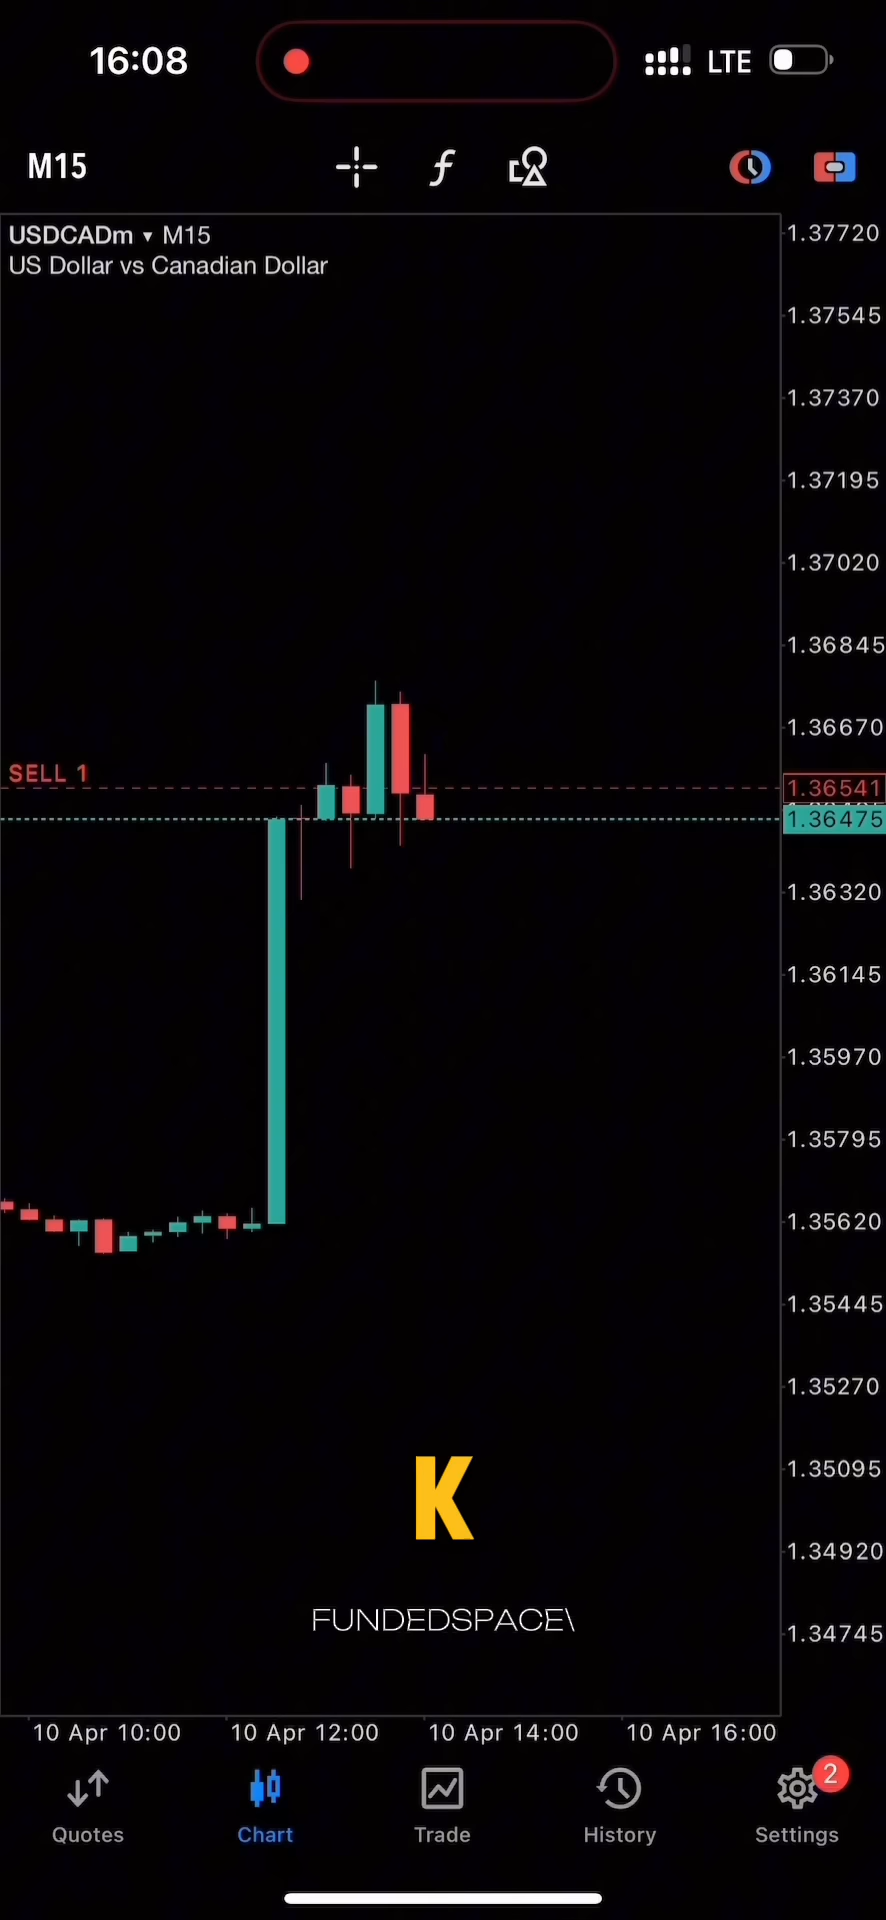 16:08 LTE
M15 f
USDCADm ▾ M15
US Dollar vs Canadian Dollar
1.37720
1.37545
1.37370
1.37195
1.37020
1.36845
1.36670
SELL 1
1.36541
1.36475
1.36320
1.36145
1.35970
1.35795
1.35620
1.35445
1.35270
1.35095
K
1.34920
FUNDEDSPACE\
1.34745
10 Apr 10:00 10 Apr 12:00 10 Apr 14:00 10 Apr 16:00
2
Quotes Chart Trade History Settings